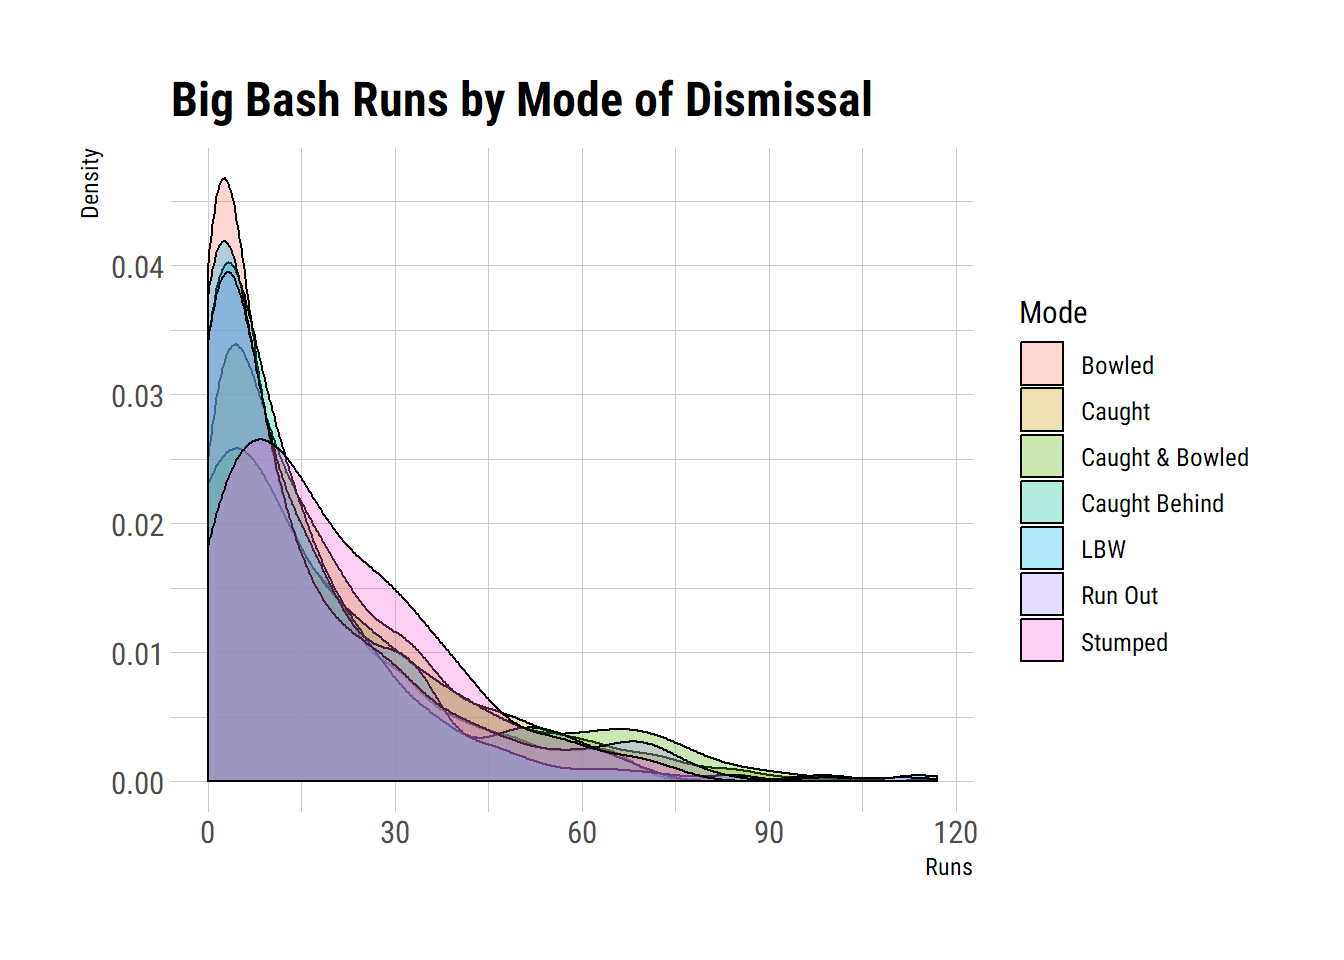 Big Bash Runs by Mode of Dismissal
Density
0.04
0.03
0.02
0.01
0.00
0 30 60 90 120
Runs
Mode
Bowled
Caught
Caught & Bowled
Caught Behind
LBW
Run Out
Stumped